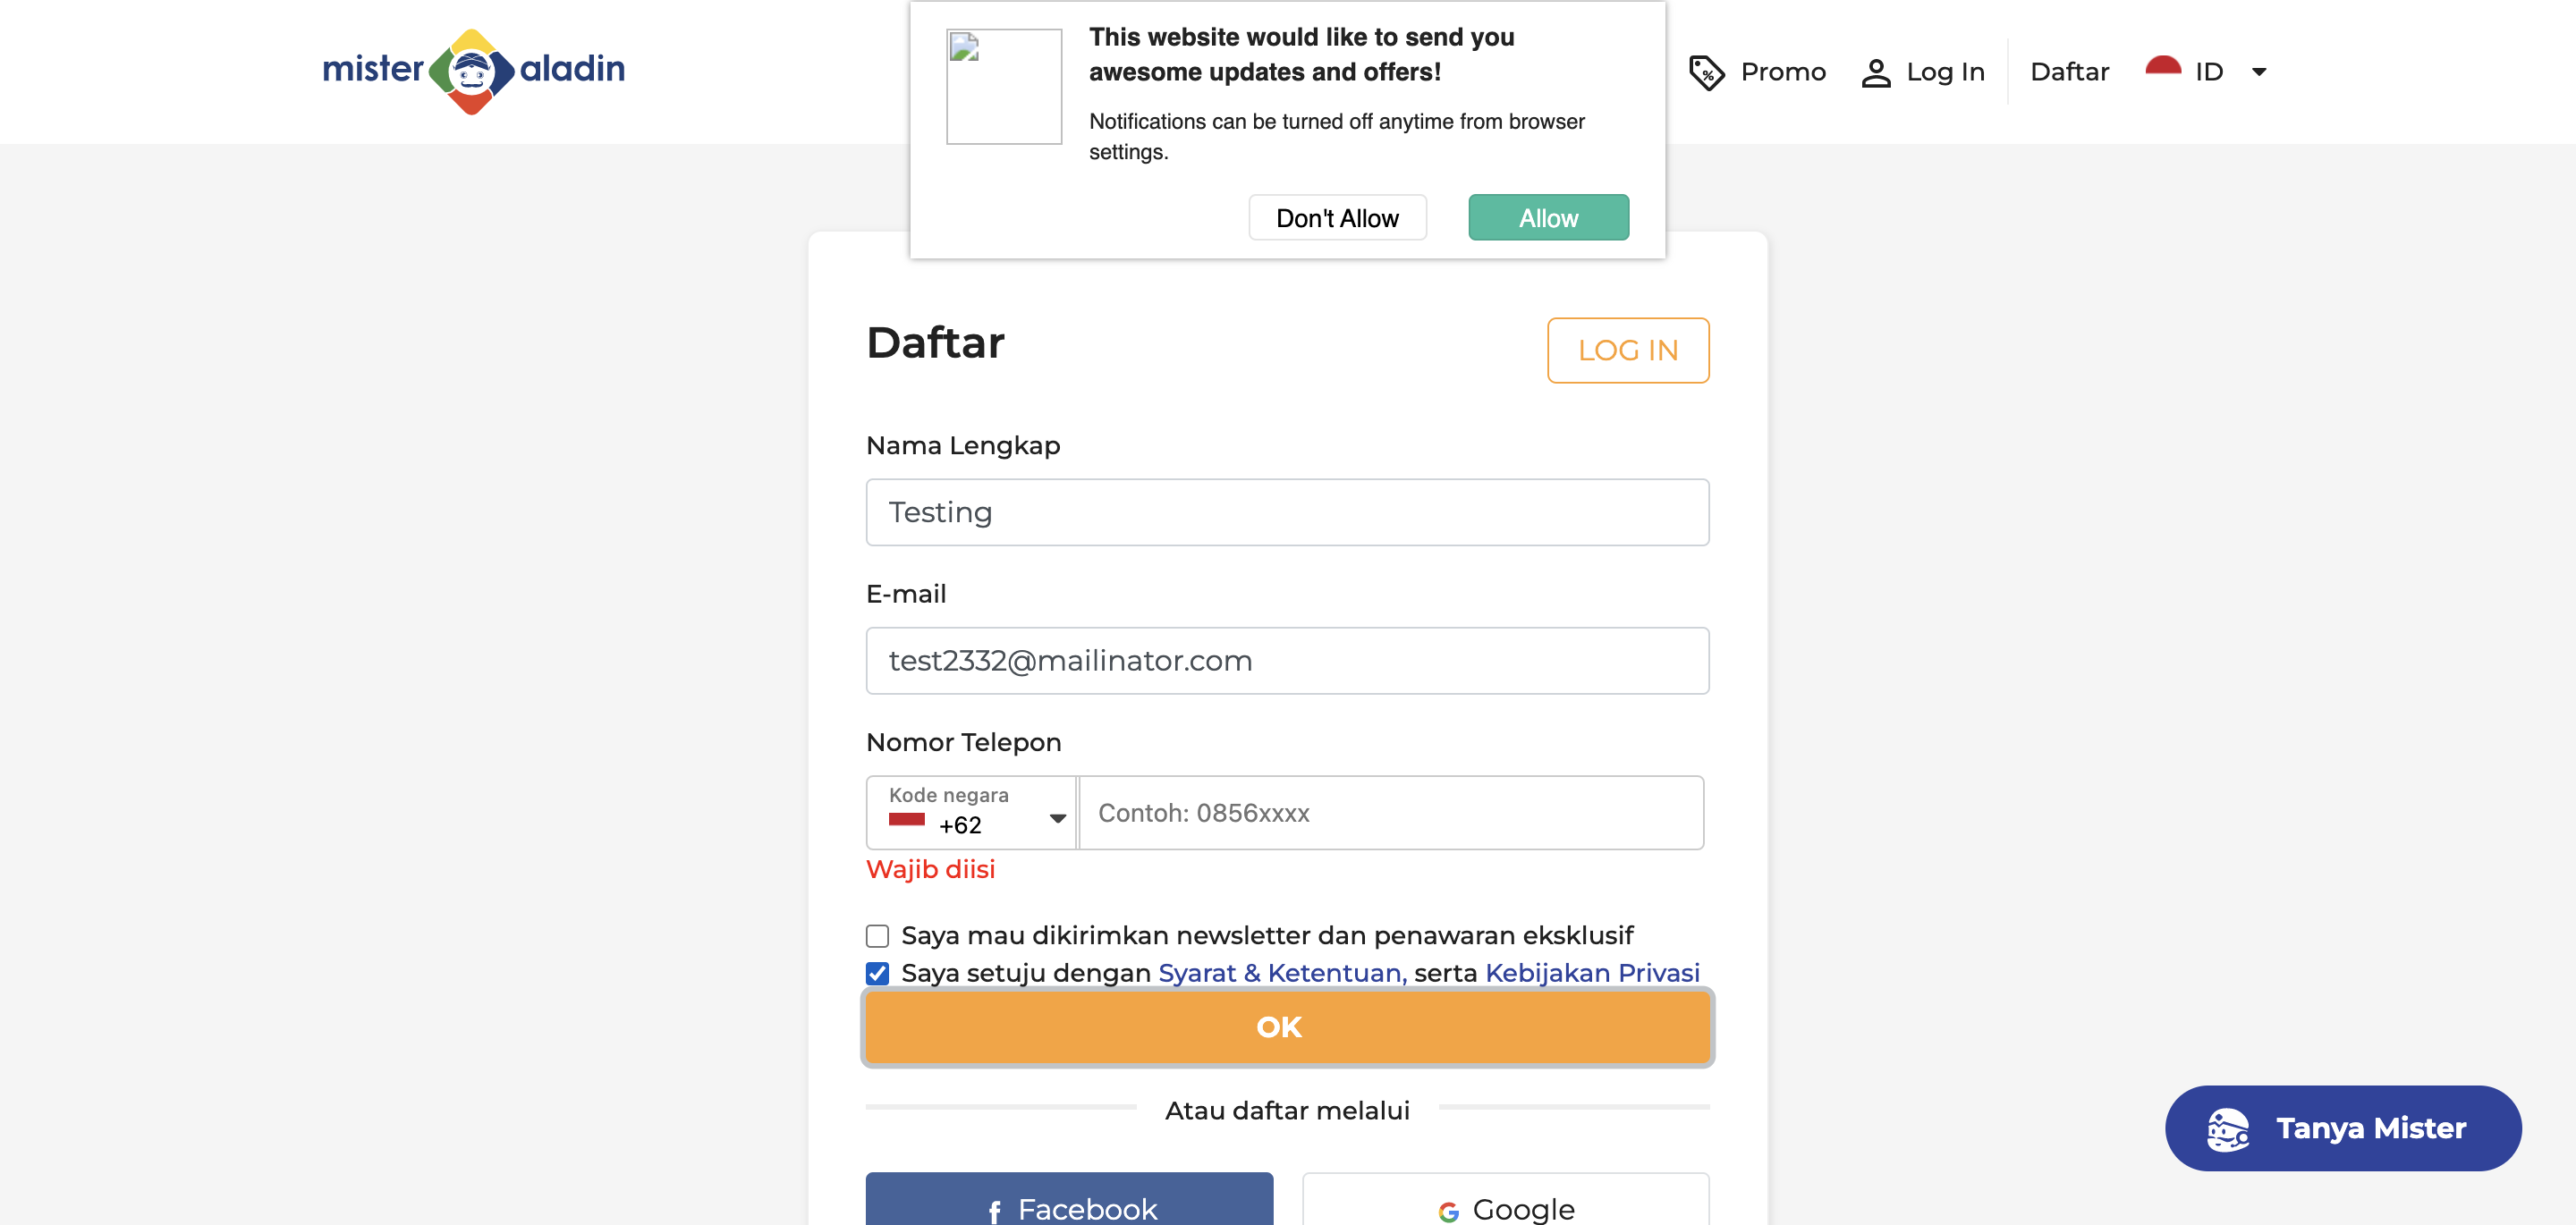 mister aladin
This website would like to send you
awesome updates and offers!
Notifications can be turned off anytime from browser
settings.
Don't Allow
Allow
Promo
Log In
Daftar
ID
Daftar
LOG IN
Nama Lengkap
Testing
E-mail
test2332@mailinator.com
Nomor Telepon
Kode negara
+62
Contoh: 0856xxxx
Wajib diisi
Saya mau dikirimkan newsletter dan penawaran eksklusif
Saya setuju dengan Syarat & Ketentuan, serta Kebijakan Privasi
OK
Atau daftar melalui
Facebook
Google
Tanya Mister